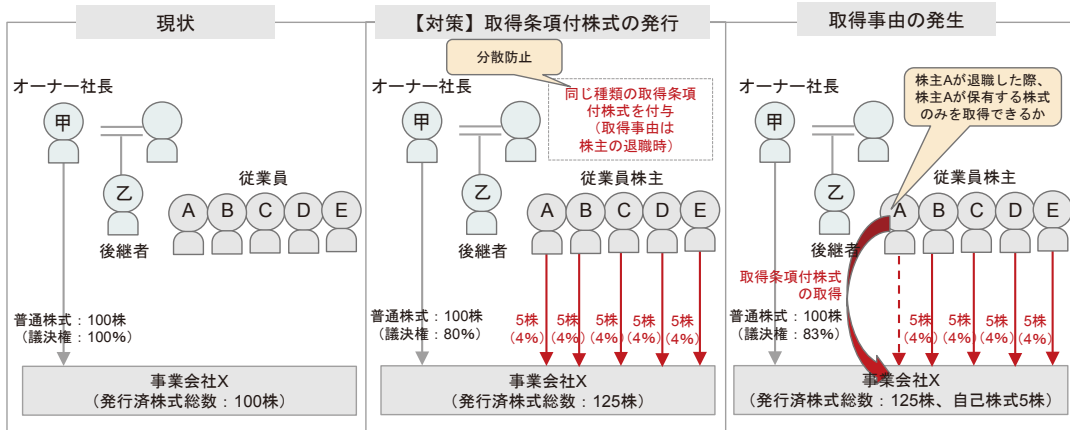 現状
オーナー社長
甲
乙
後継者
従業員
A B C D E
普通株式：100株
（議決権：100%）
事業会社X
（発行済株式総数：100株）
【対策】取得条項付株式の発行
分散防止
同じ種類の取得条項
付株式を付与
（取得事由は
株主の退職時）
オーナー社長
甲
乙
後継者
従業員株主
A B C D E
普通株式：100株
（議決権：80%）
5株 5株 5株 5株 5株
(4%) (4%) (4%) (4%) (4%)
事業会社X
（発行済株式総数：125株）
取得事由の発生
株主Aが退職した際、
株主Aが保有する株式
のみを取得できるか
オーナー社長
甲
乙
後継者
従業員株主
A B C D E
取得条項付株式
の取得
普通株式：100株
（議決権：83%）
5株 5株 5株 5株
(4%) (4%) (4%) (4%)
事業会社X
（発行済株式総数：125株、自己株式5株）